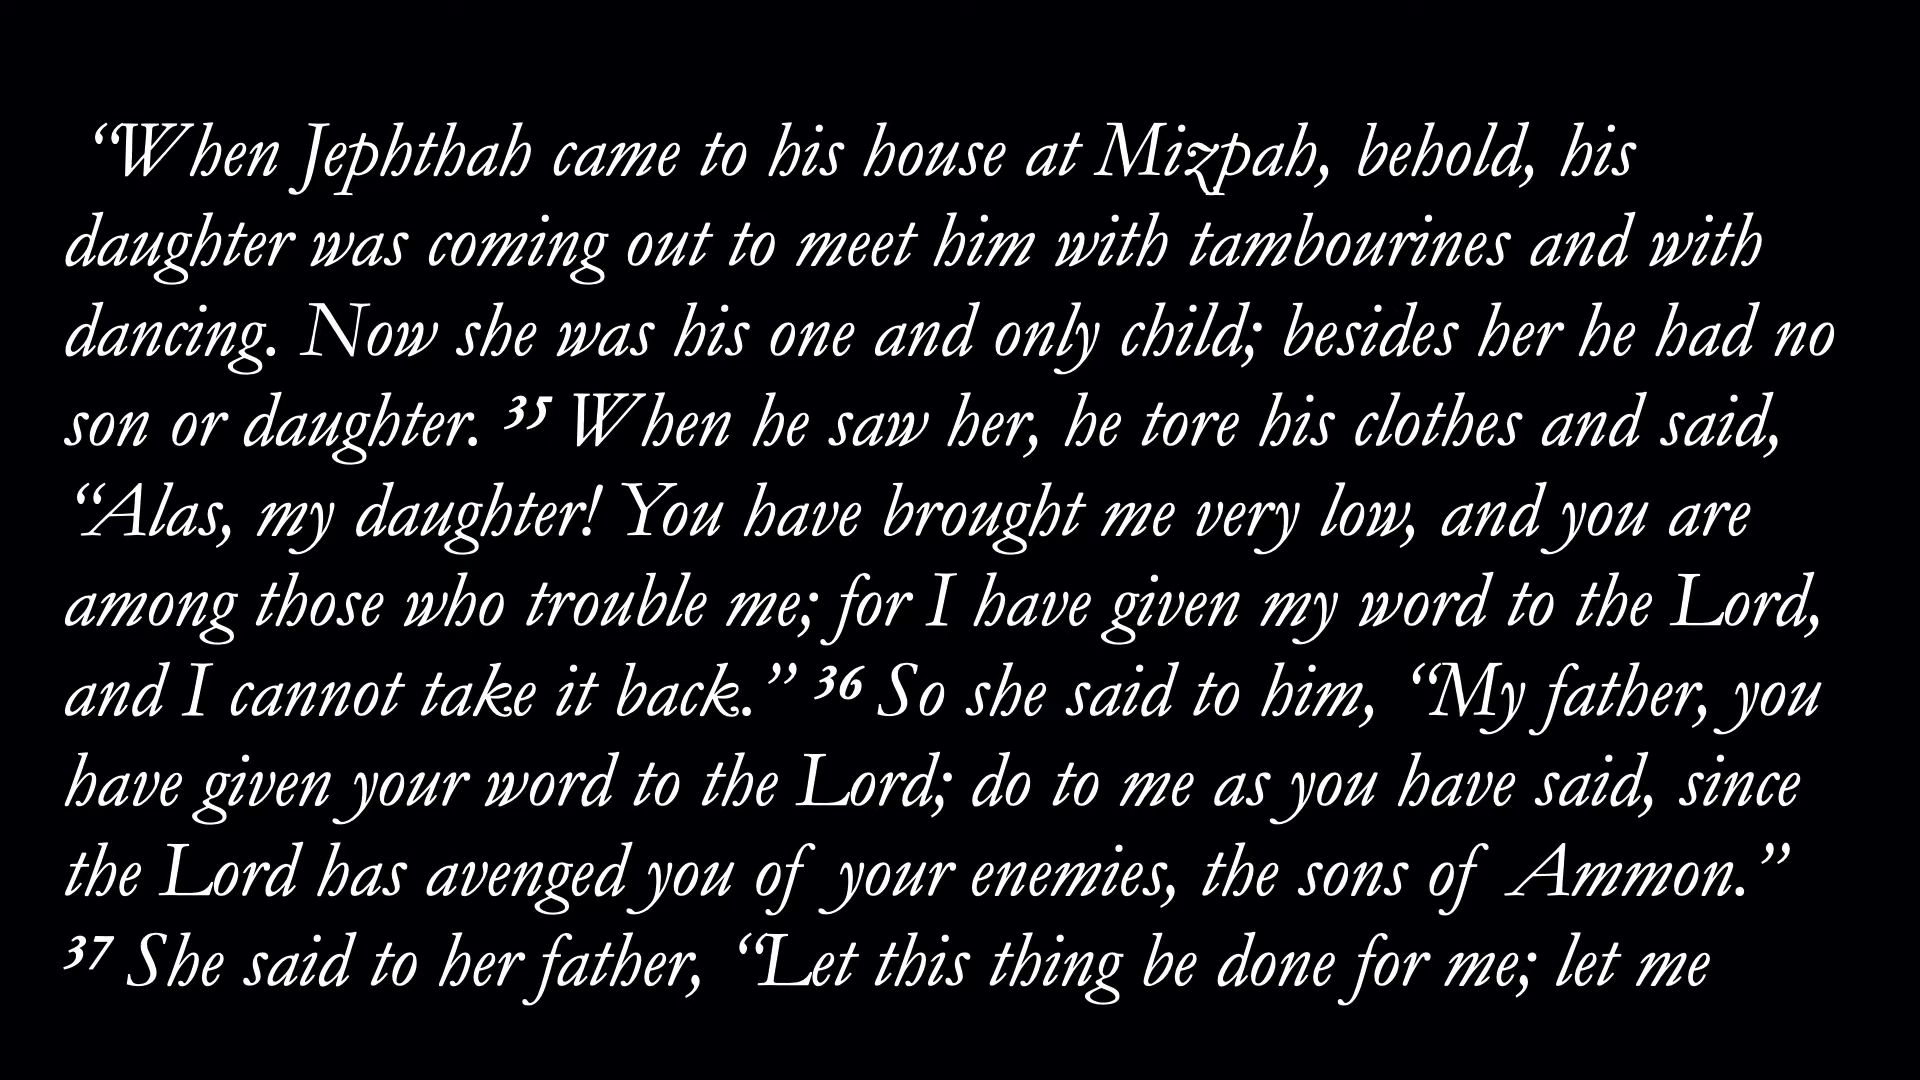 “When Jephthah came to his house at Mizpah, behold, his
daughter was coming out to meet him with tambourines and with
dancing. Now she was his one and only child; besides her he had no
son or daughter. ³⁵ When he saw her, he tore his clothes and said,
“Alas, my daughter! You have brought me very low, and you are
among those who trouble me; for I have given my word to the Lord,
and I cannot take it back.” ³⁶ So she said to him, “My father, you
have given your word to the Lord; do to me as you have said, since
the Lord has avenged you of your enemies, the sons of Ammon.”
³⁷ She said to her father, “Let this thing be done for me; let me